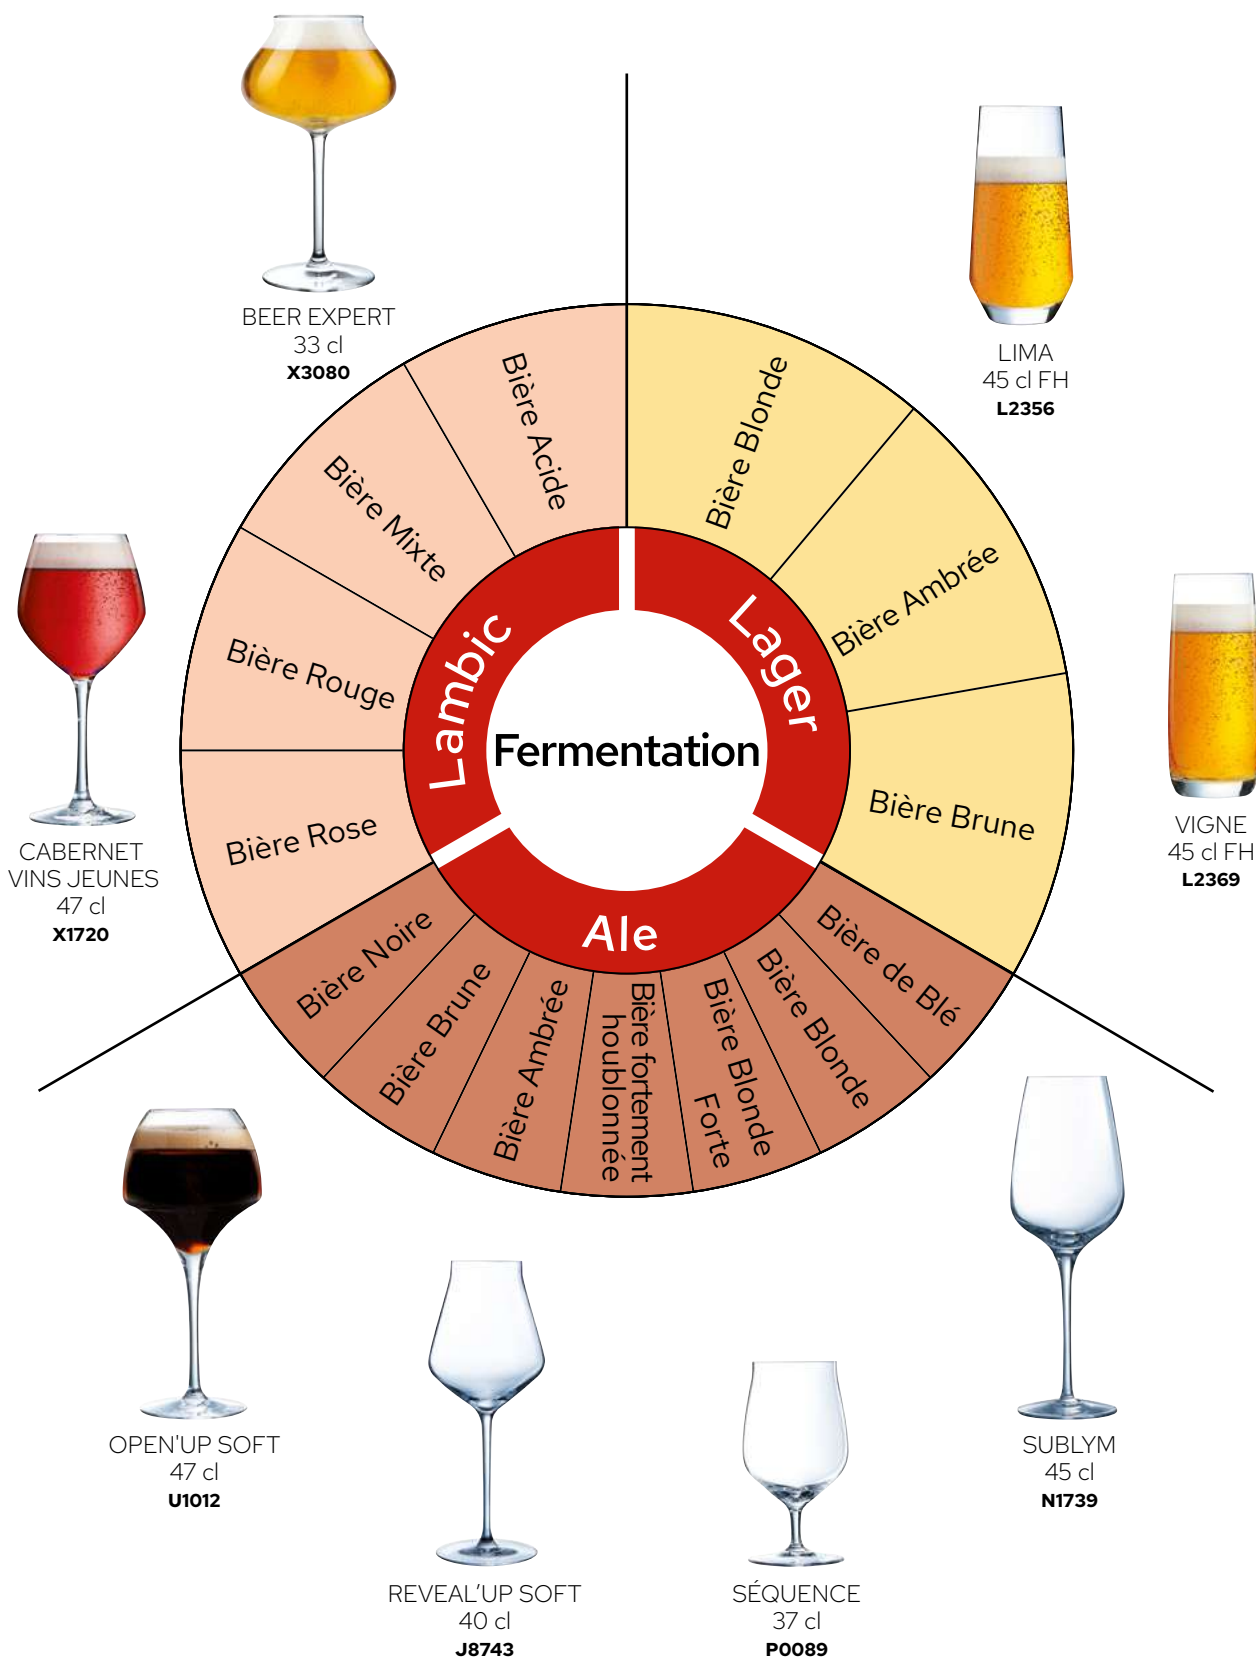 BEER EXPERT
33 cl
X3080
LIMA
45 cl FH
L2356
Bière Acide
Bière Mixte
Bière Rouge
Bière Rose
Bière Blonde
Bière Ambrée
Bière Brune
Lambic
Lager
Ale
Fermentation
CABERNET
VINS JEUNES
47 cl
X1720
VIGNE
45 cl FH
L2369
Bière Noire
Bière Brune
Bière Ambrée
Bière fortement
houblonnée
Bière Blonde
Forte
Bière Blonde
Bière de Blé
OPEN'UP SOFT
47 cl
U1012
REVEAL'UP SOFT
40 cl
J8743
SÉQUENCE
37 cl
P0089
SUBLYM
45 cl
N1739